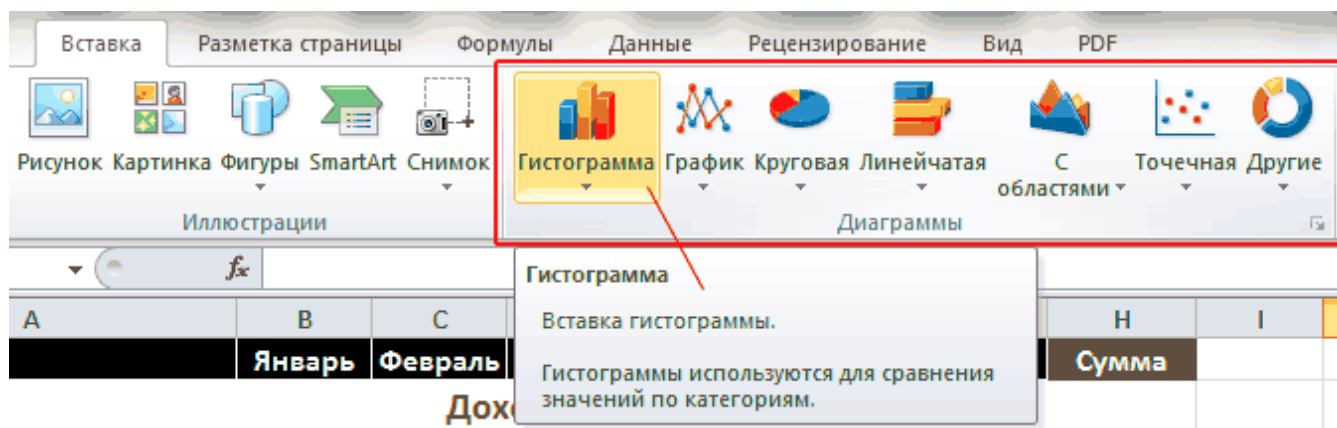 Вставка Разметка страницы Формулы Данные Рецензирование Вид PDF
Рисунок Картинка Фигуры SmartArt Снимок Гистограмма График Круговая Линейчатая С областями Точечная Другие
Иллюстрации Диаграммы
fx
Гистограмма
Вставка гистограммы.
Гистограммы используются для сравнения
значений по категориям.
A B C H I
Январь Февраль Сумма